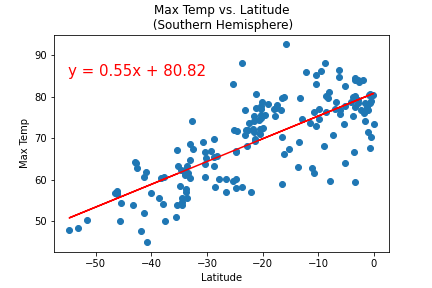 Max Temp vs. Latitude
(Southern Hemisphere)
y = 0.55x + 80.82
Max Temp
90
80
70
60
50
−50
−40
−30
−20
−10
0
Latitude